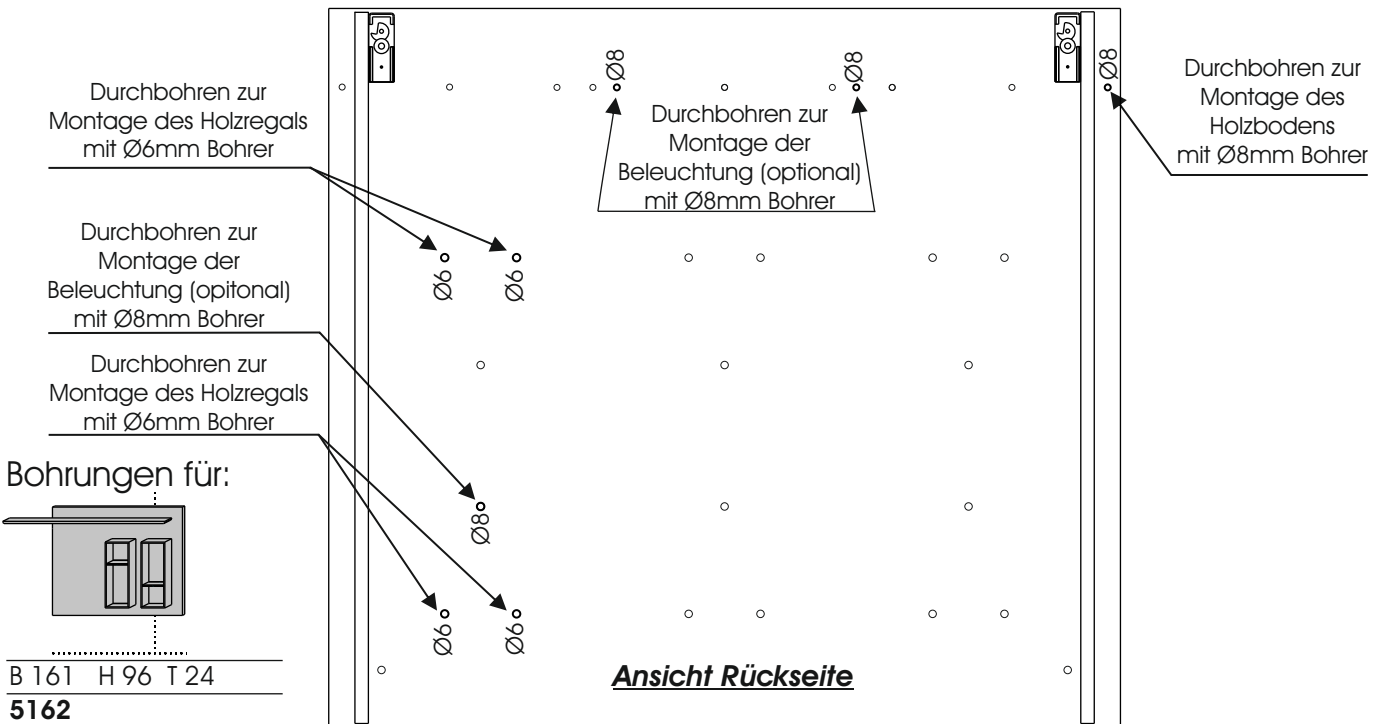 Durchbohren zur
Montage des Holzregals
mit Ø6mm Bohrer
Ø8
Ø8
Durchbohren zur
Montage der
Beleuchtung (optional)
mit Ø8mm Bohrer
Ø8
Durchbohren zur
Montage des
Holzbodens
mit Ø8mm Bohrer
Durchbohren zur
Montage der
Beleuchtung (opitonal)
mit Ø8mm Bohrer
Ø6
Ø6
Durchbohren zur
Montage des Holzregals
mit Ø6mm Bohrer
Ø8
Ø6
Ø6
Bohrungen für:
B 161 H 96 T 24
5162
Ansicht Rückseite